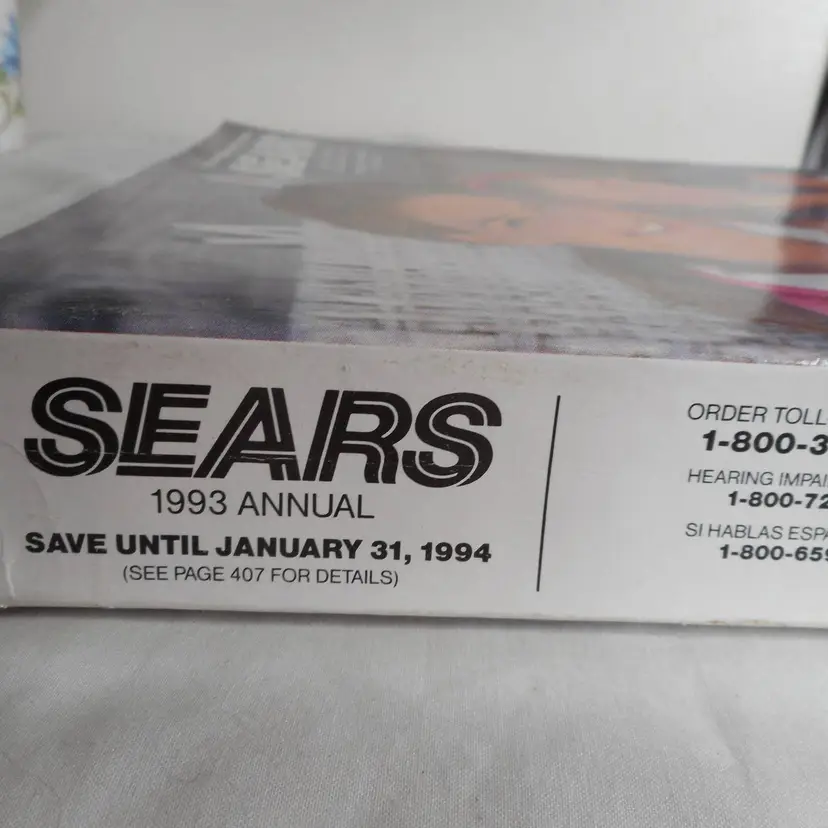 SEARS
1993 ANNUAL
SAVE UNTIL JANUARY 31, 1994
(SEE PAGE 407 FOR DETAILS)
ORDER TOLL
1-800-3
HEARING IMPAI
1-800-72
SI HABLAS ESPA
1-800-659